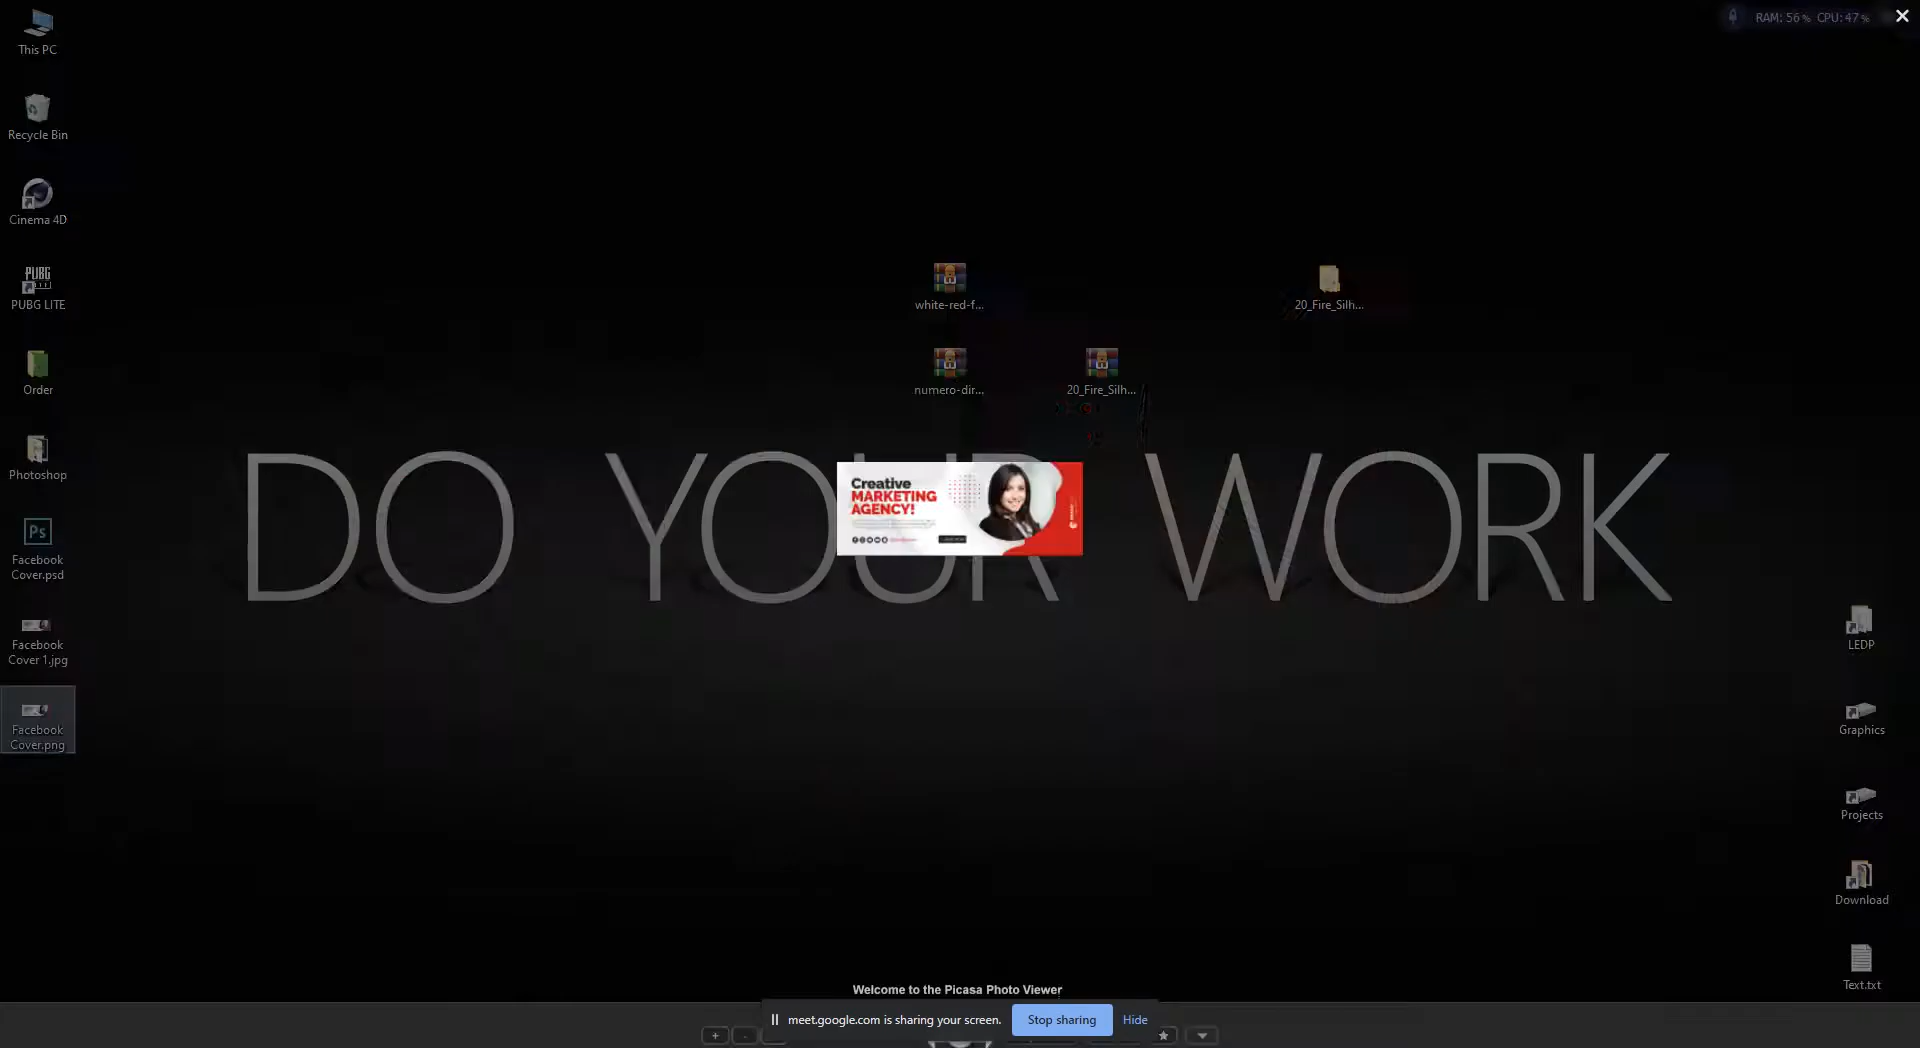 This PC
RAM: 56% CPU: 47%
Recycle Bin
Cinema 4D
PUBG
PUBG LITE
white-red-f...
20_Fire_Silh...
numero-dir...
20_Fire_Silh...
Order
Photoshop
DO YOUR WORK
Creative
MARKETING
AGENCY!
Ps
Facebook
Cover.psd
Facebook
Cover 1.jpg
Facebook
Cover.png
LEDP
Graphics
Projects
Download
Text.txt
Welcome to the Picasa Photo Viewer
meet.google.com is sharing your screen.
Stop sharing
Hide